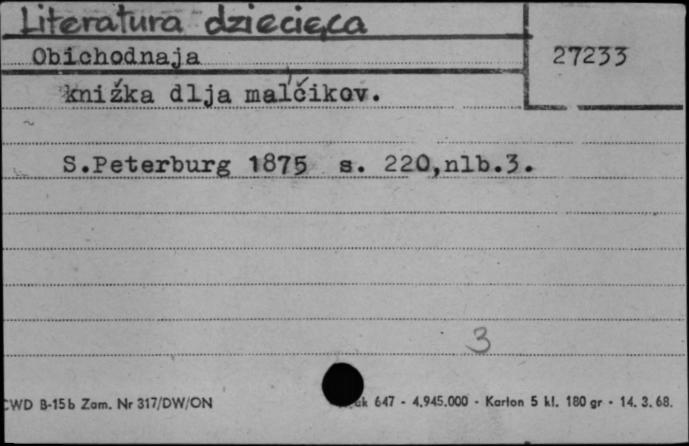 Literatura dziecięca
Obichodnaja
27233
knižka dlja mal'čikov.
S.Peterburg 1875 s. 220,nlb.3.
3
CWD B-15b Zam. Nr 317/DW/ON
647 - 4.945.000 - Karton 5 kl. 180 gr - 14. 3. 68.